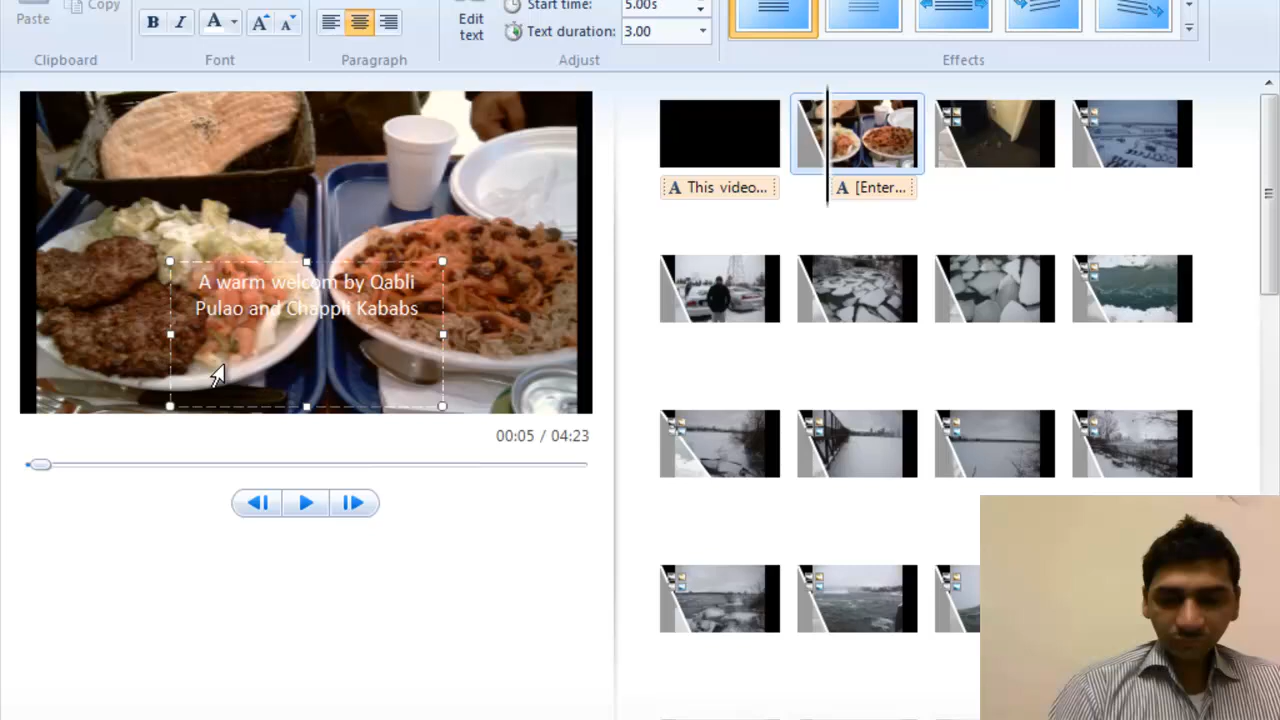 Paste
Copy
B I A A A
Edit
text
Start time: 5.00s
Text duration: 3.00
Clipboard
Font
Paragraph
Adjust
Effects
A warm welcom by Qabli
Pulao and Chappli Kababs
00:05 / 04:23
A This video...
A [Enter...